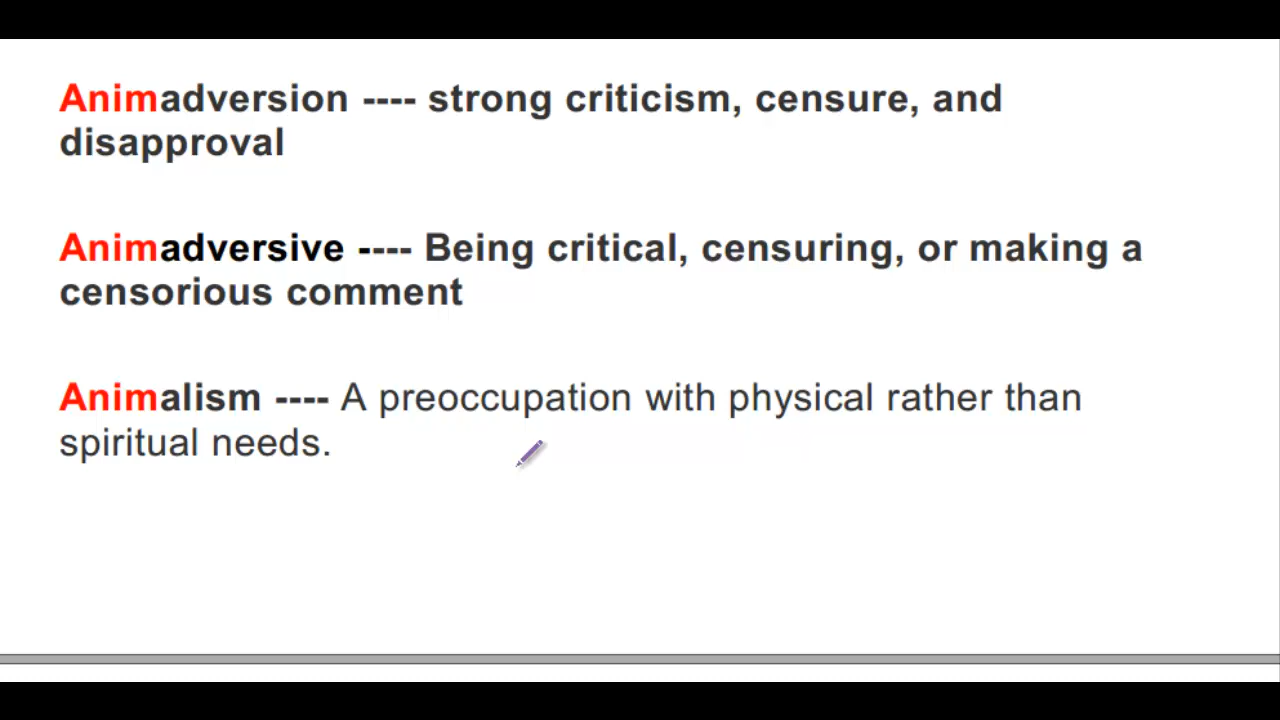 Animadversion ---- strong criticism, censure, and
disapproval
Animadversive ---- Being critical, censuring, or making a
censorious comment
Animalism ---- A preoccupation with physical rather than
spiritual needs.